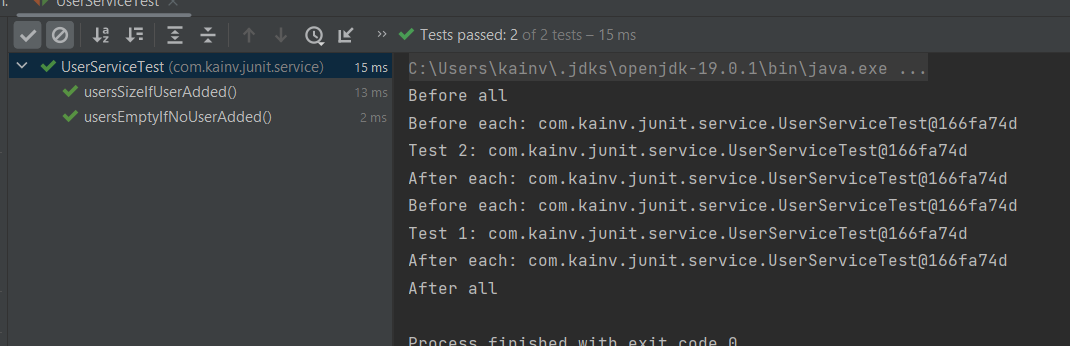 UserServiceTest
Tests passed: 2 of 2 tests – 15 ms
UserServiceTest (com.kainv.junit.service) 15 ms
usersSizeIfUserAdded() 13 ms
usersEmptyIfNoUserAdded() 2 ms
C:\Users\kainv\.jdks\openjdk-19.0.1\bin\java.exe ...
Before all
Before each: com.kainv.junit.service.UserServiceTest@166fa74d
Test 2: com.kainv.junit.service.UserServiceTest@166fa74d
After each: com.kainv.junit.service.UserServiceTest@166fa74d
Before each: com.kainv.junit.service.UserServiceTest@166fa74d
Test 1: com.kainv.junit.service.UserServiceTest@166fa74d
After each: com.kainv.junit.service.UserServiceTest@166fa74d
After all
Process finished with exit code 0